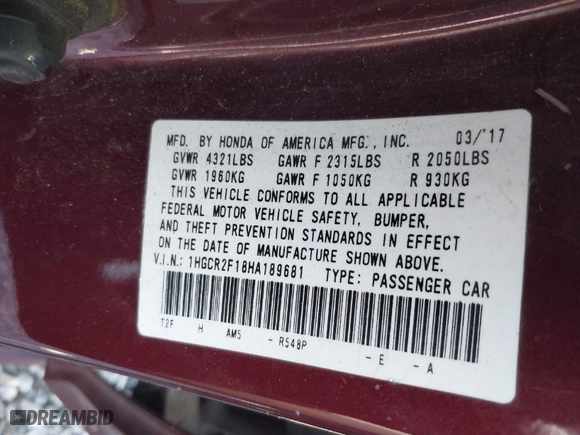 MFD. BY HONDA OF AMERICA MFG., INC. 03/'17
GVWR 4321LBS GAWR F 2315LBS R 2050LBS
GVWR 1960KG GAWR F 1050KG R 930KG
THIS VEHICLE CONFORMS TO ALL APPLICABLE
FEDERAL MOTOR VEHICLE SAFETY, BUMPER,
AND THEFT PREVENTION STANDARDS IN EFFECT
ON THE DATE OF MANUFACTURE SHOWN ABOVE.
V.I.N.: 1HGCR2F18HA189681 TYPE: PASSENGER CAR
T2F H AM5 - R548P - E - A
DREAMBID